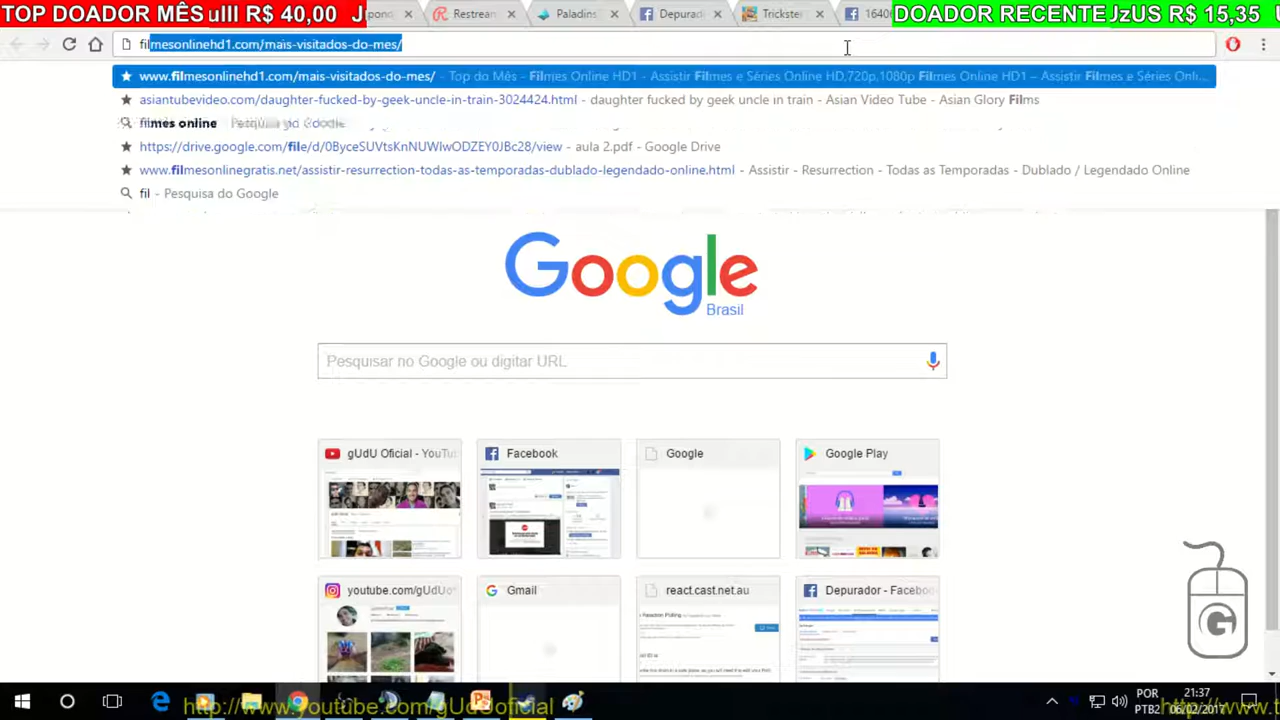 TOP DOADOR MÊS ulll R$ 40,00 J
DOADOR RECENTE JzUS R$ 15,35
pond
Restrean
Paladins
Depurad
Trickster
16406
filmesonlinehd1.com/mais-visitados-do-mes/
www.filmesonlinehd1.com/mais-visitados-do-mes/ - Top do Mês - Filmes Online HD1 - Assistir Filmes e Séries Online HD,720p,1080p Filmes Online HD1 – Assistir Filmes e Séries Onli...
asiantubevideo.com/daughter-fucked-by-geek-uncle-in-train-3024424.html - daughter fucked by geek uncle in train - Asian Video Tube - Asian Glory Films
filmes online
https://drive.google.com/file/d/0ByceSUVtsKnNUWlwODZEY0JBc28/view - aula 2.pdf - Google Drive
www.filmesonlinegratis.net/assistir-resurrection-todas-as-temporadas-dublado-legendado-online.html - Assistir - Resurrection - Todas as Temporadas - Dublado / Legendado Online
fil - Pesquisa do Google
Google
Brasil
Pesquisar no Google ou digitar URL
gUdU Oficial - YouTu
Facebook
Google
Google Play
youtube.com/gUdU
Gmail
react.cast.net.au
Depurador - Faceboo
G
POR
PTB2
21:37
06/02/2017
http://www.youtube.com/gUdUoficial